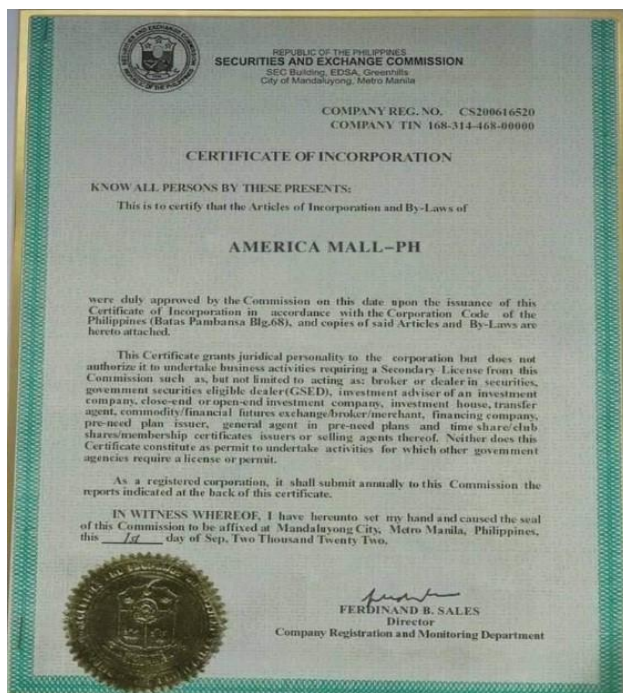 REPUBLIC OF THE PHILIPPINES
SECURITIES AND EXCHANGE COMMISSION
SEC Building, EDSA, Greenhills
City of Mandaluyong, Metro Manila
COMPANY REG. NO. CS200616520
COMPANY TIN 168-314-468-00000
CERTIFICATE OF INCORPORATION
KNOW ALL PERSONS BY THESE PRESENTS:
This is to certify that the Articles of Incorporation and By-Laws of
AMERICA MALL-PH
were duly approved by the Commission on this date upon the issuance of this
Certificate of Incorporation in accordance with the Corporation Code of the
Philippines (Batas Pambansa Blg.68), and copies of said Articles and By-Laws are
hereto attached.
This Certificate grants juridical personality to the corporation but does not
authorize it to undertake business activities requiring a Secondary License from this
Commission such as, but not limited to acting as: broker or dealer in securities,
government securities eligible dealer(GSED), investment adviser of an investment
company, close-end or open-end investment company, investment house, transfer
agent, commodity/financial futures exchange/broker/merchant, financing company,
pre-need plan issuer, general agent in pre-need plans and time share/club
shares/membership certificates issuers or selling agents thereof. Neither does this
Certificate constitute as permit to undertake activities for which other government
agencies require a license or permit.
As a registered corporation, it shall submit annually to this Commission the
reports indicated at the back of this certificate.
IN WITNESS WHEREOF, I have hereunto set my hand and caused the seal
of this Commission to be affixed at Mandaluyong City, Metro Manila, Philippines,
this 1st day of Sep, Two Thousand Twenty Two.
FERDINAND B. SALES
Director
Company Registration and Monitoring Department